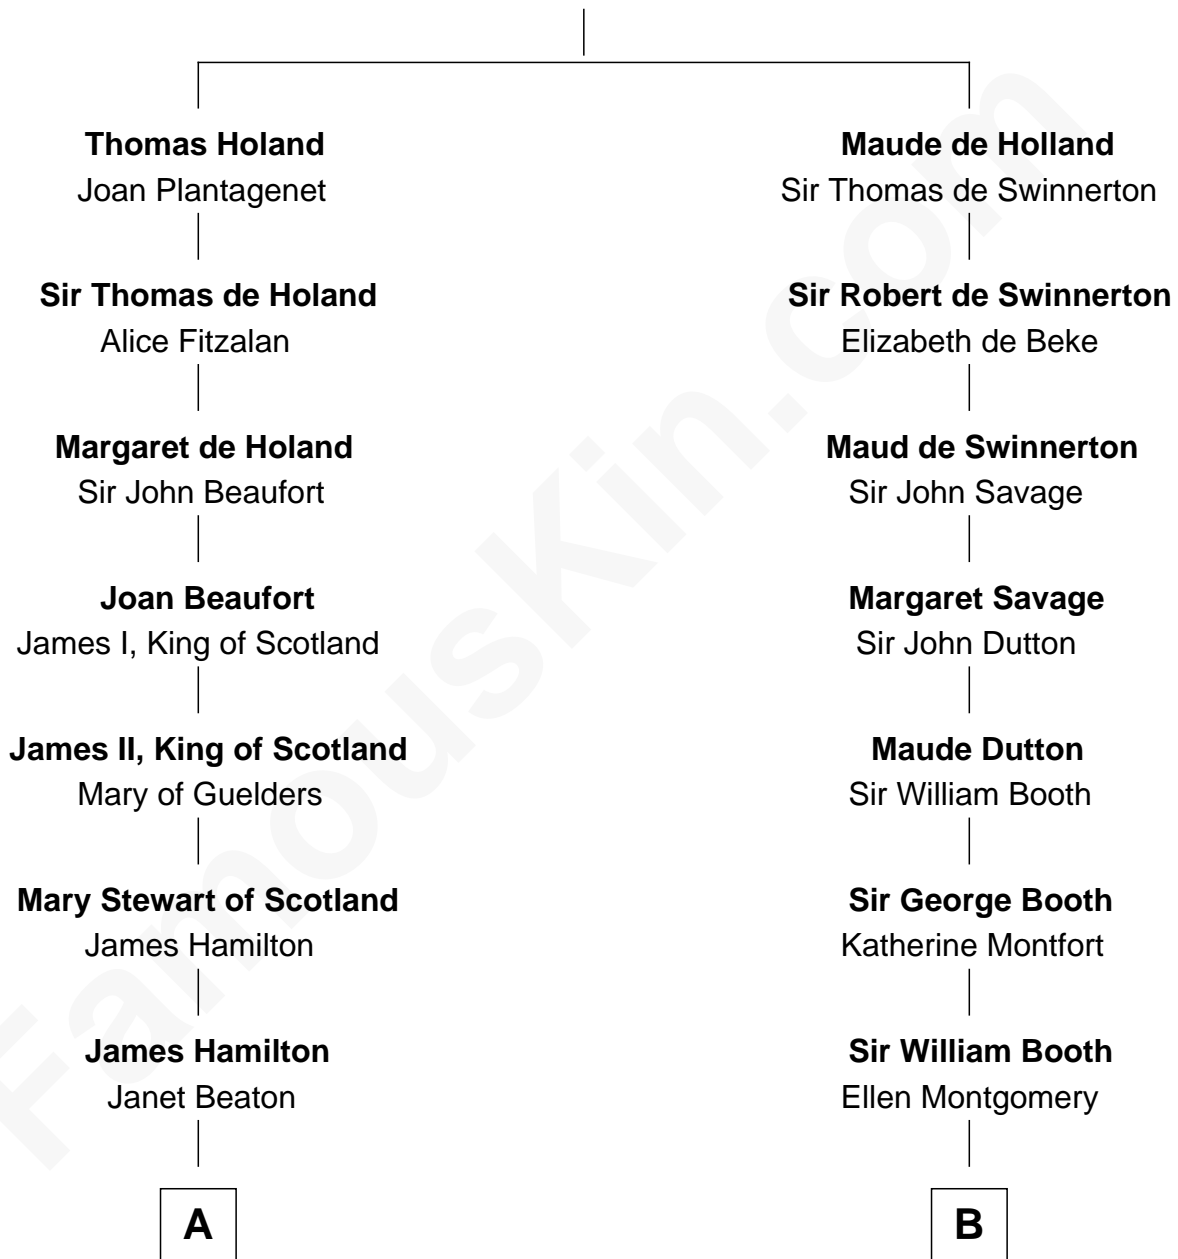 Thomas Holand
Joan Plantagenet
Sir Thomas de Holand
Alice Fitzalan
Margaret de Holand
Sir John Beaufort
Joan Beaufort
James I, King of Scotland
James II, King of Scotland
Mary of Guelders
Mary Stewart of Scotland
James Hamilton
James Hamilton
Janet Beaton
A
Maude de Holland
Sir Thomas de Swinnerton
Sir Robert de Swinnerton
Elizabeth de Beke
Maud de Swinnerton
Sir John Savage
Margaret Savage
Sir John Dutton
Maude Dutton
Sir William Booth
Sir George Booth
Katherine Montfort
Sir William Booth
Ellen Montgomery
B
FamousKin.com